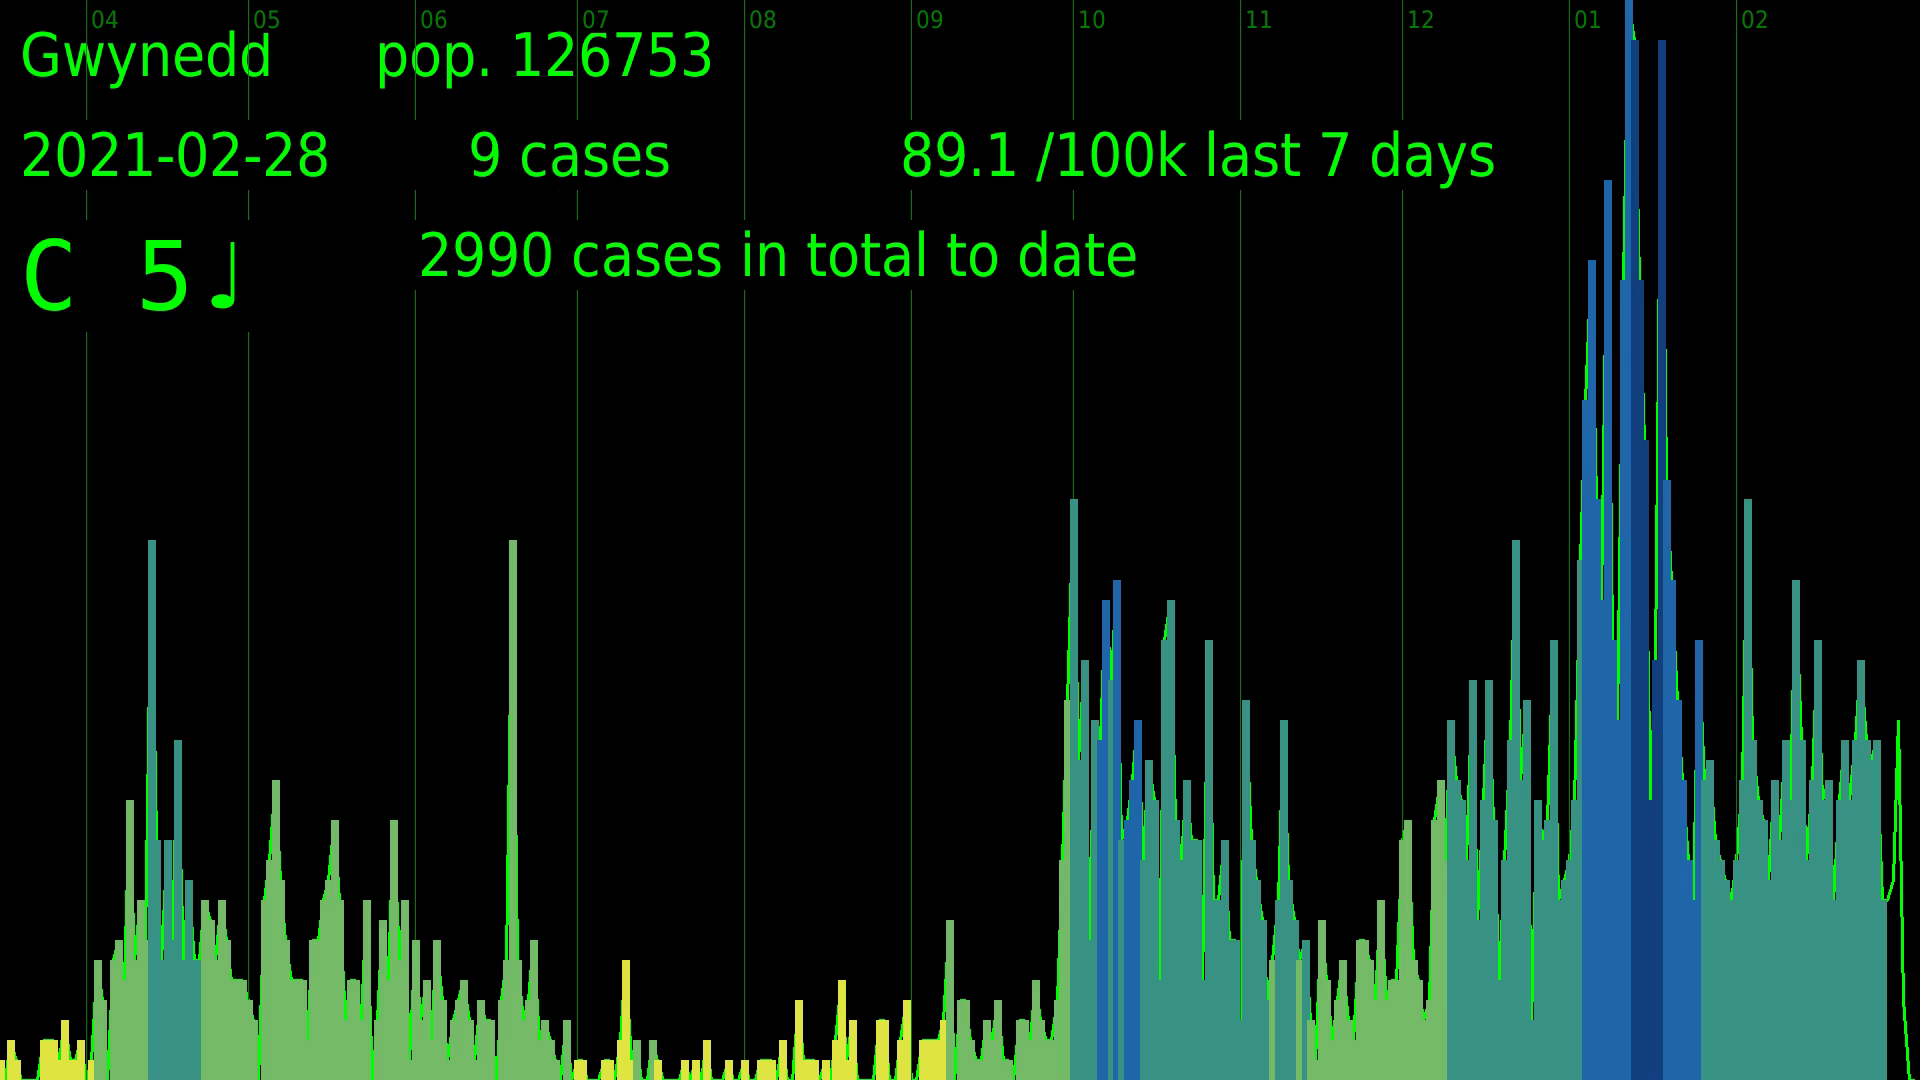 04 05 06 07 08 09 10 11 12 01 02
Gwynedd pop. 126753
2021-02-28 9 cases 89.1 /100k last 7 days
C 5♩ 2990 cases in total to date